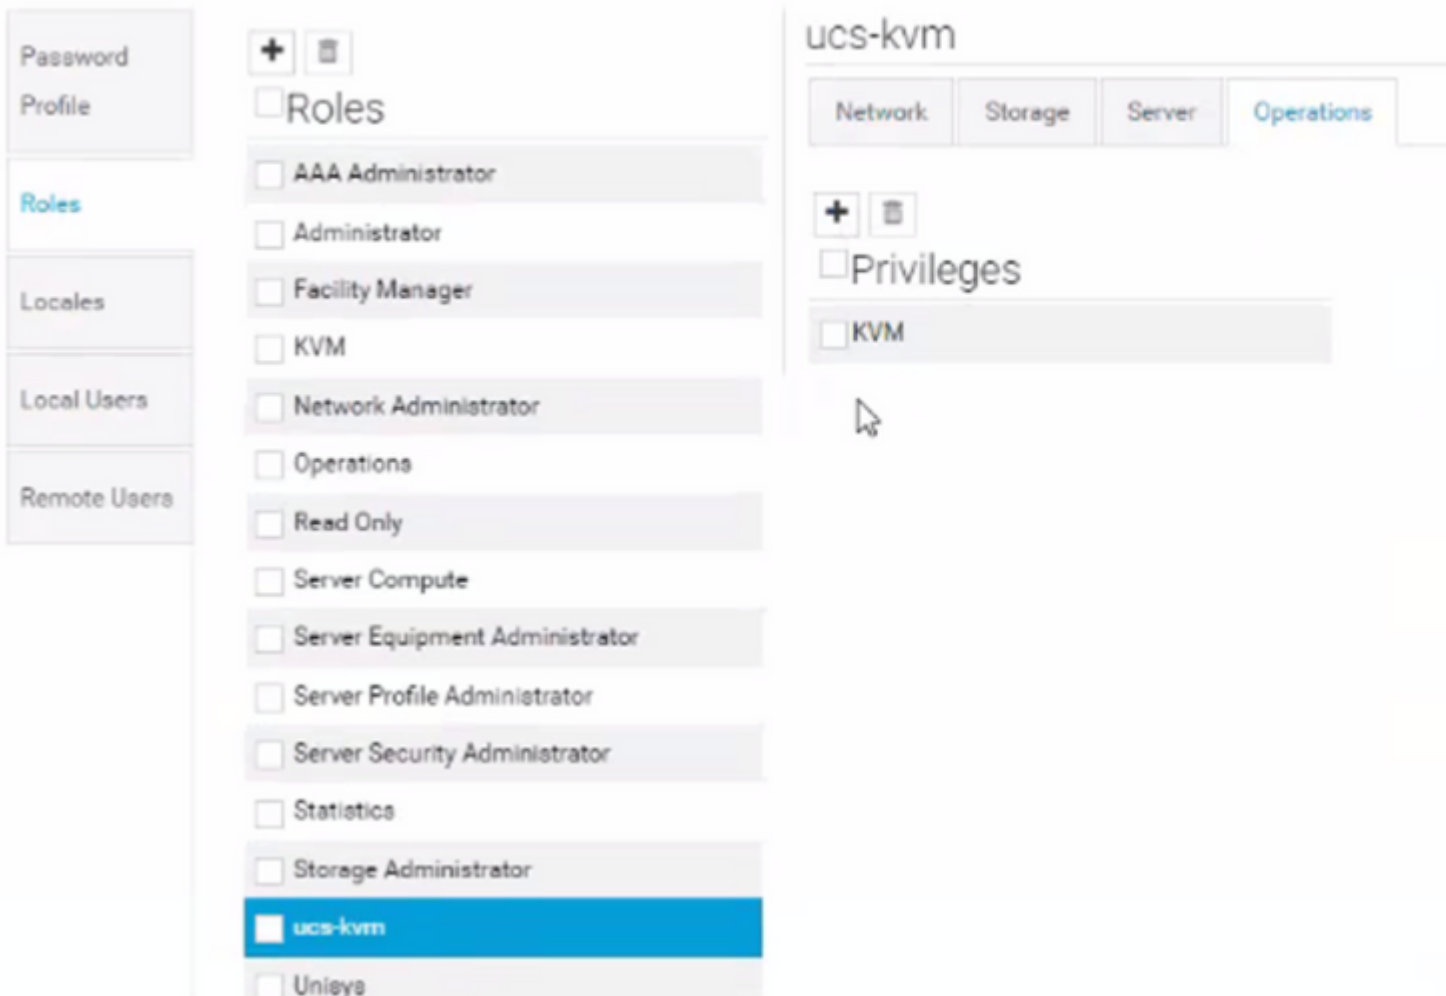 Password
Profile
Roles
Locales
Local Users
Remote Users
Roles
AAA Administrator
Administrator
Facility Manager
KVM
Network Administrator
Operations
Read Only
Server Compute
Server Equipment Administrator
Server Profile Administrator
Server Security Administrator
Statistics
Storage Administrator
ucs-kvm
Unisys
ucs-kvm
Network Storage Server Operations
Privileges
KVM